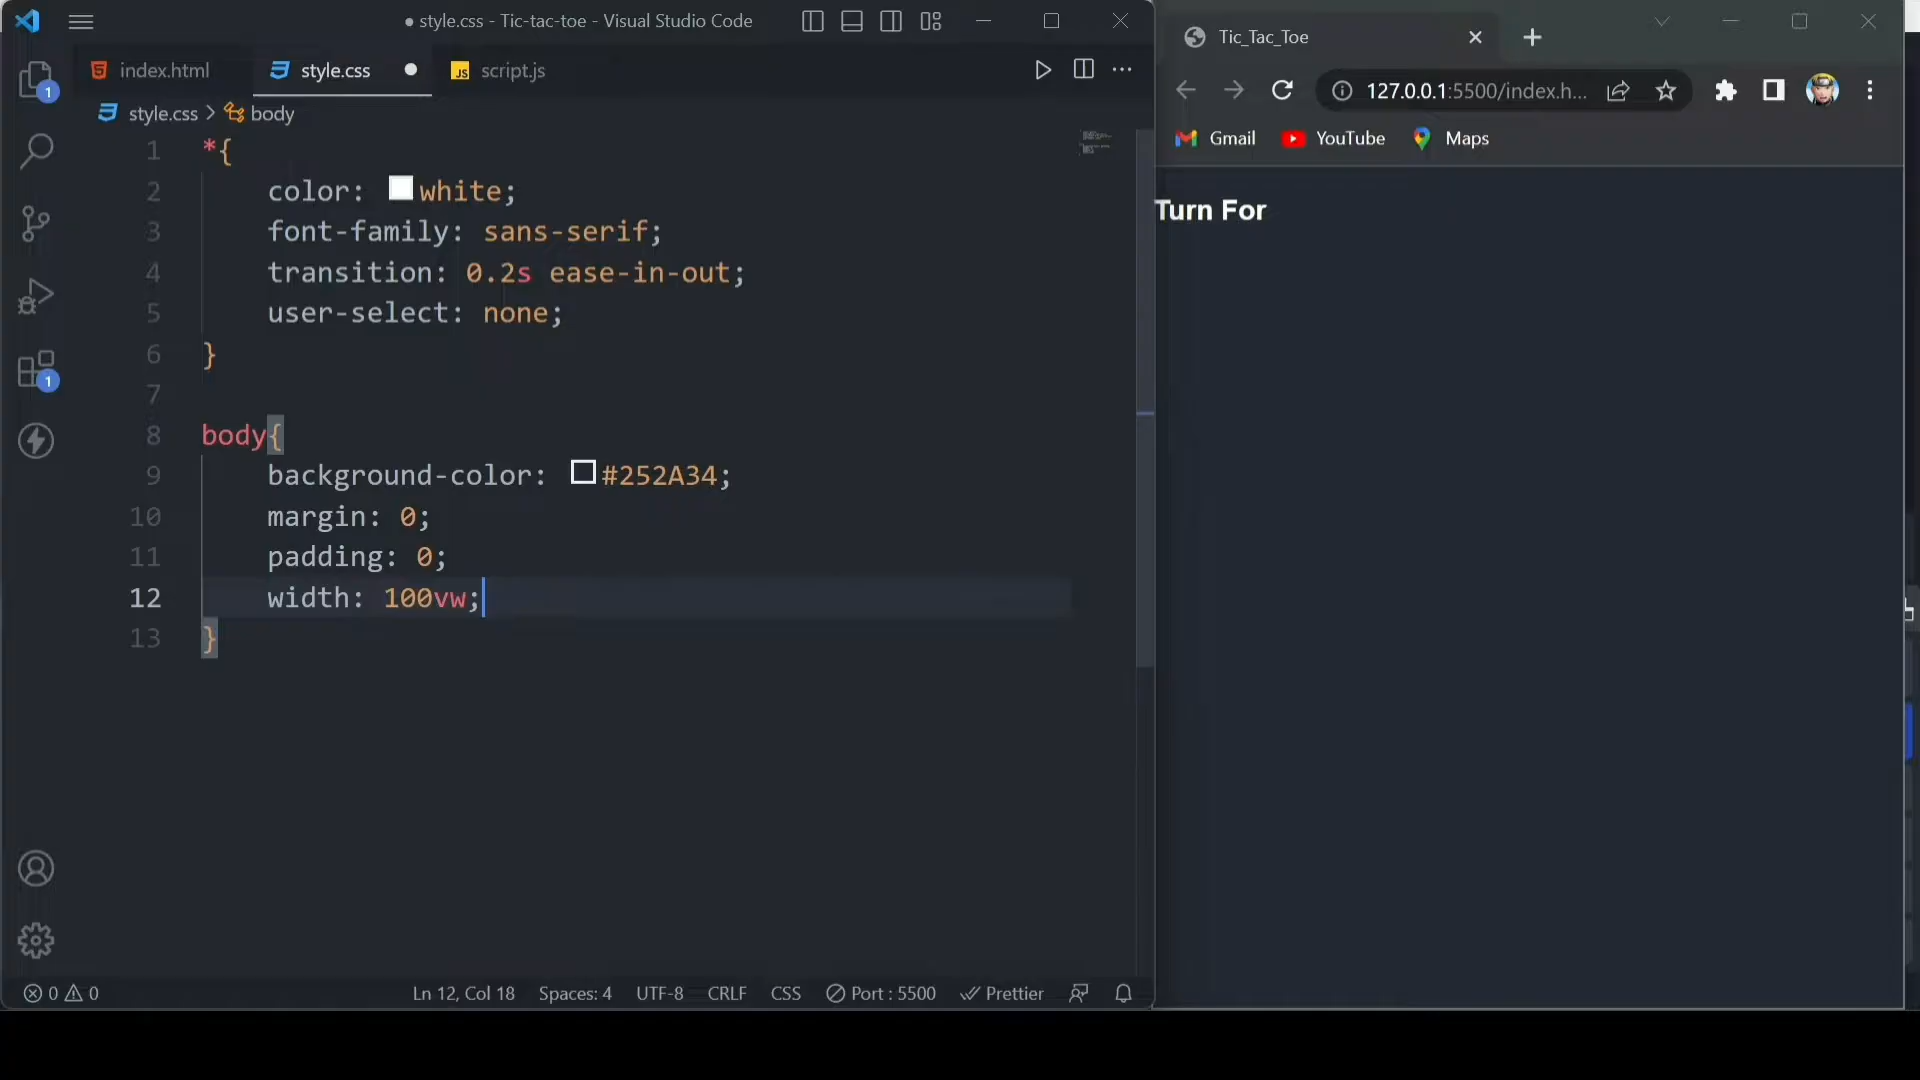 style.css - Tic-tac-toe - Visual Studio Code
index.html
style.css
JS script.js
style.css > body
1 *{
2 color: white;
3 font-family: sans-serif;
4 transition: 0.2s ease-in-out;
5 user-select: none;
6 }
7
8 body{
9 background-color: #252A34;
10 margin: 0;
11 padding: 0;
12 width: 100vw;
13 }
1
1
0 0
Ln 12, Col 18
Spaces: 4
UTF-8
CRLF
CSS
Port : 5500
Prettier
Tic_Tac_Toe
127.0.0.1:5500/index.h...
Gmail
YouTube
Maps
Turn For